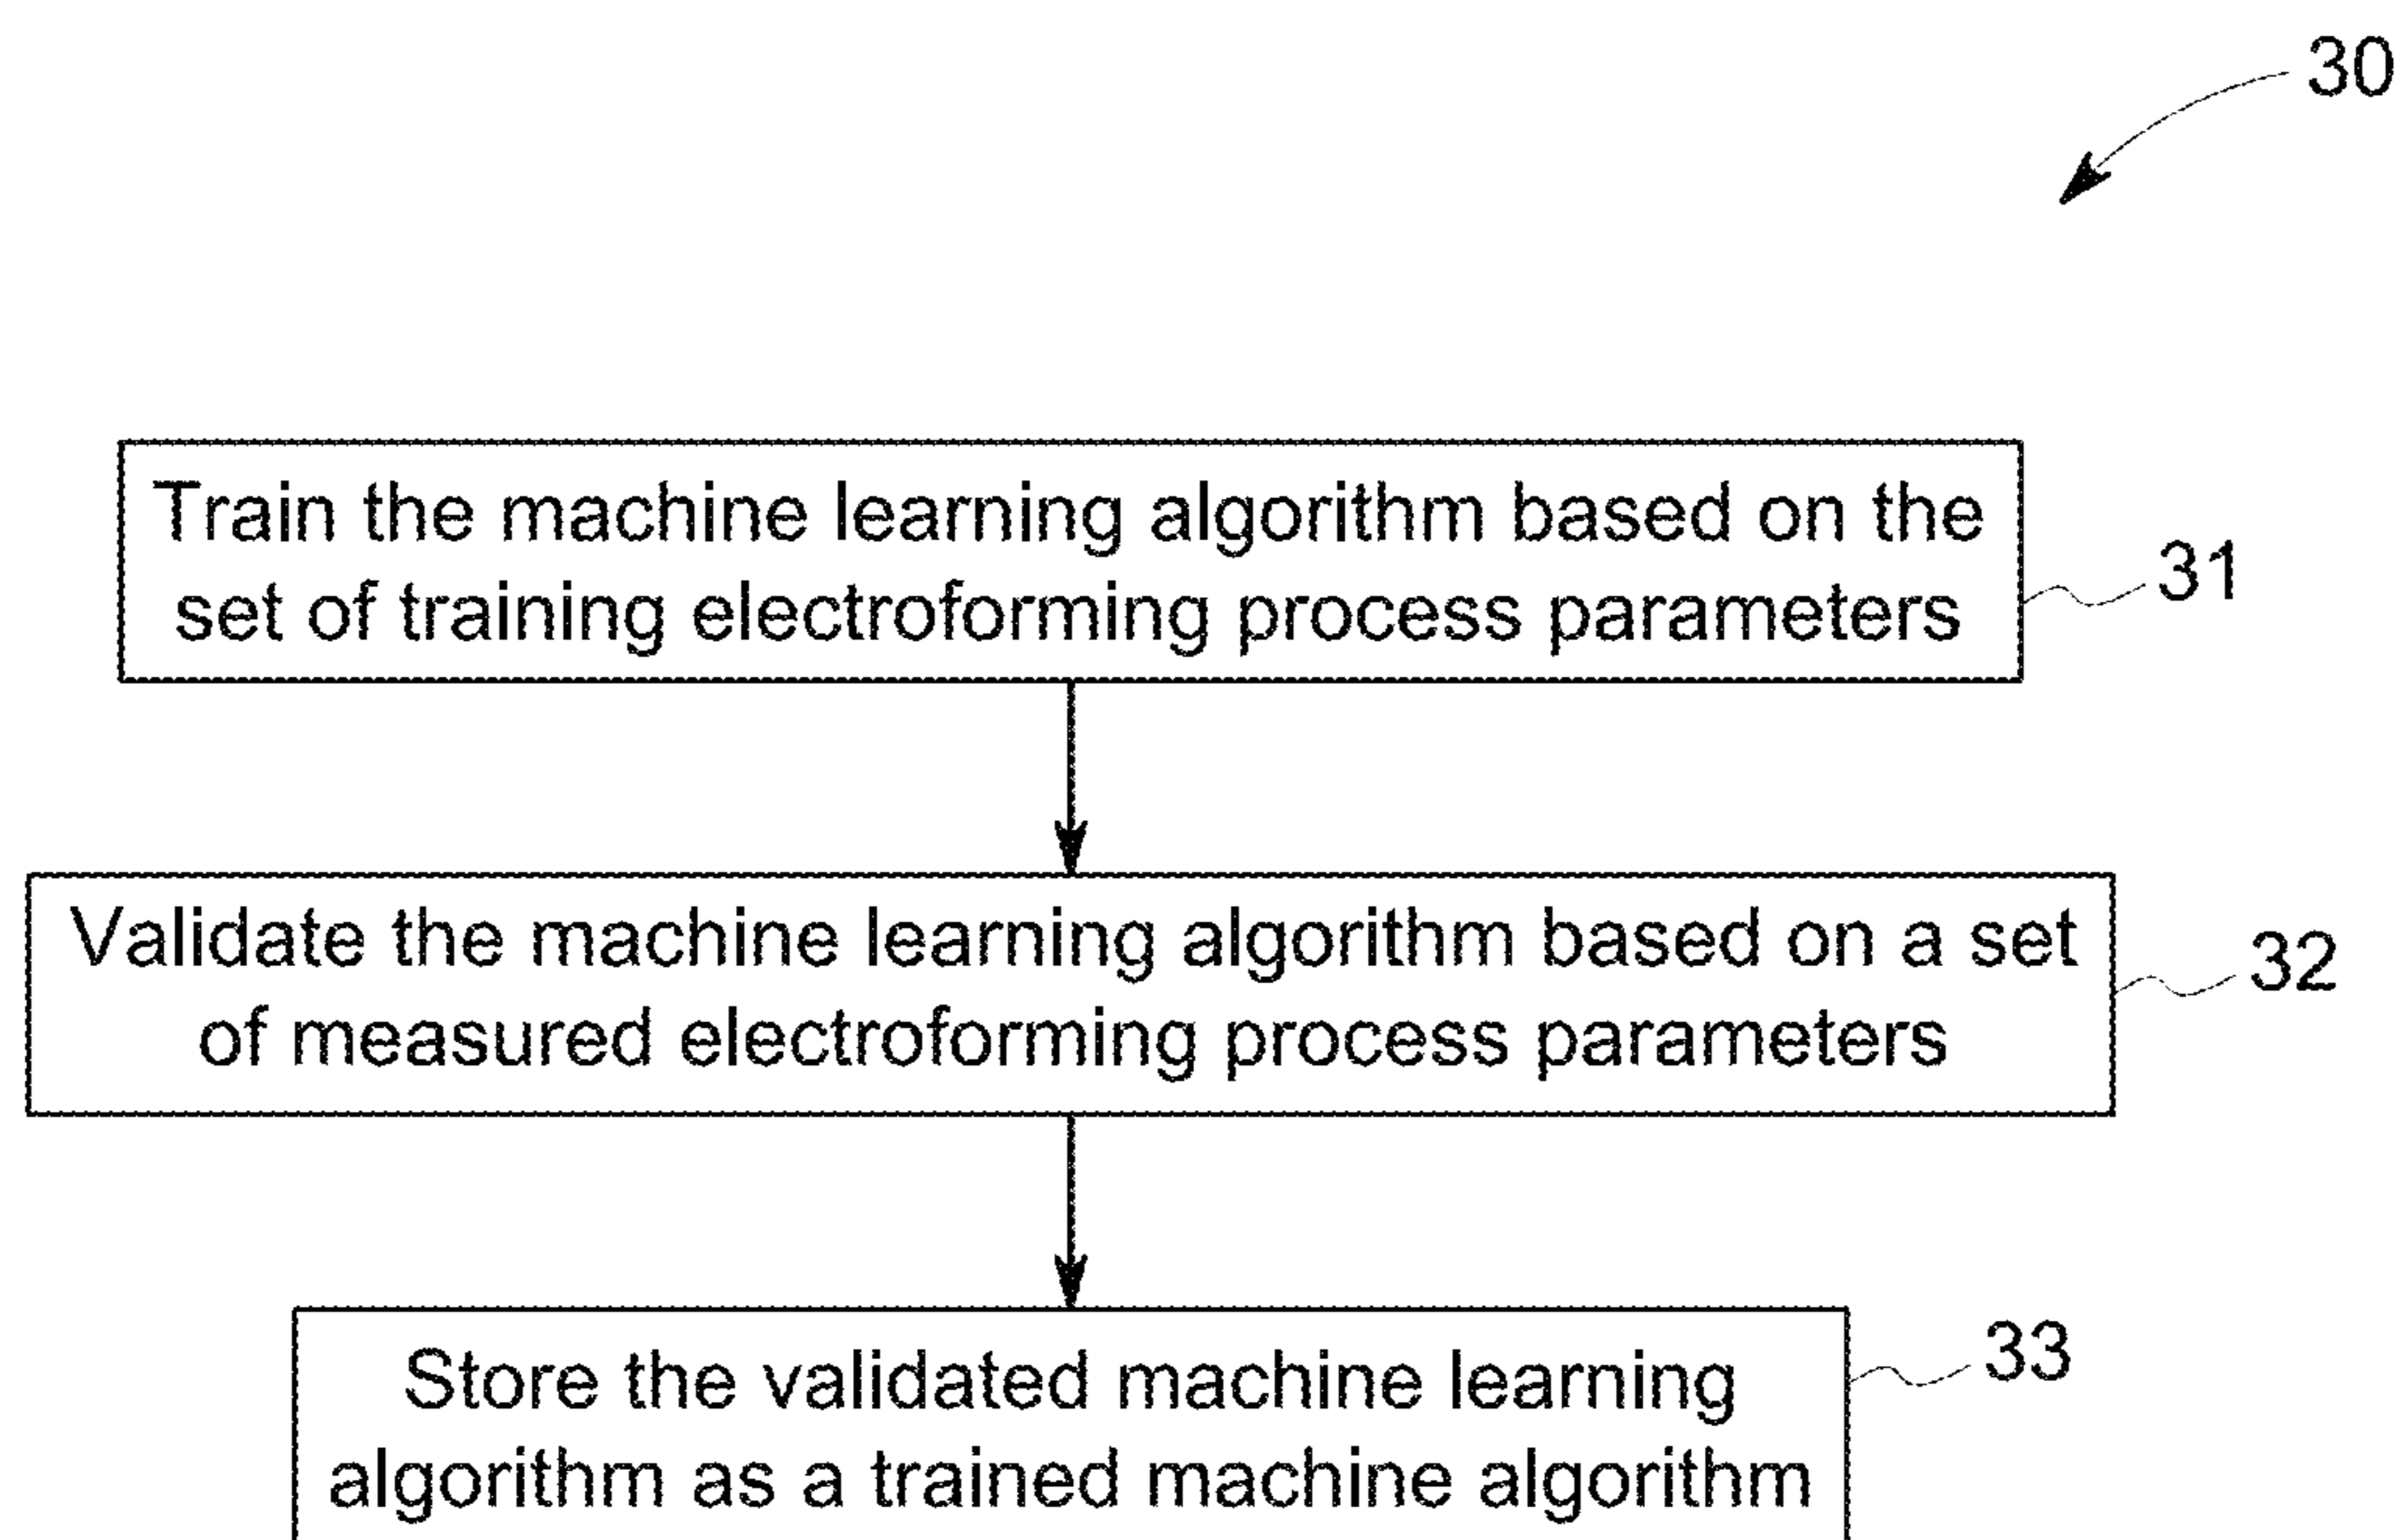 30
Train the machine learning algorithm based on the
set of training electroforming process parameters
31
Validate the machine learning algorithm based on a set
of measured electroforming process parameters
32
Store the validated machine learning
algorithm as a trained machine algorithm
33